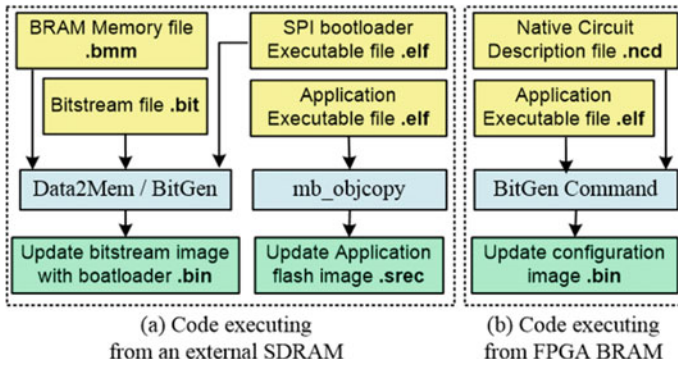 BRAM Memory file
.bmm
SPI bootloader
Executable file .elf
Native Circuit
Description file .ncd
Bitstream file .bit
Application
Executable file .elf
Application
Executable file .elf
Data2Mem / BitGen
mb_objcopy
BitGen Command
Update bitstream image
with boatloader .bin
Update Application
flash image .srec
Update configuration
image .bin
(a) Code executing
from an external SDRAM
(b) Code executing
from FPGA BRAM